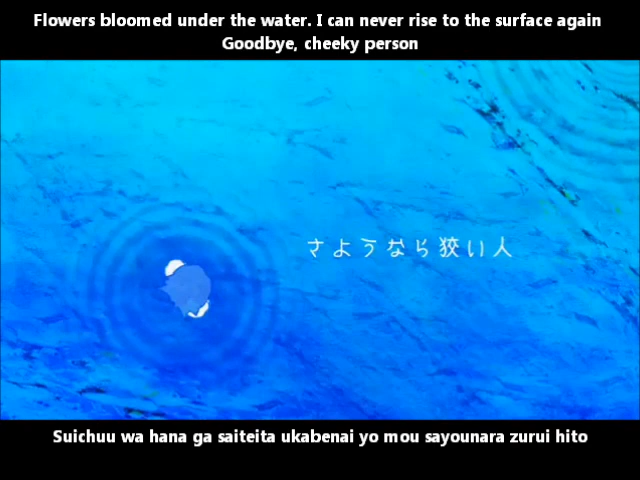 Flowers bloomed under the water. I can never rise to the surface again
Goodbye, cheeky person
さようなら狡い人
Suichuu wa hana ga saiteita ukabenai yo mou sayounara zurui hito